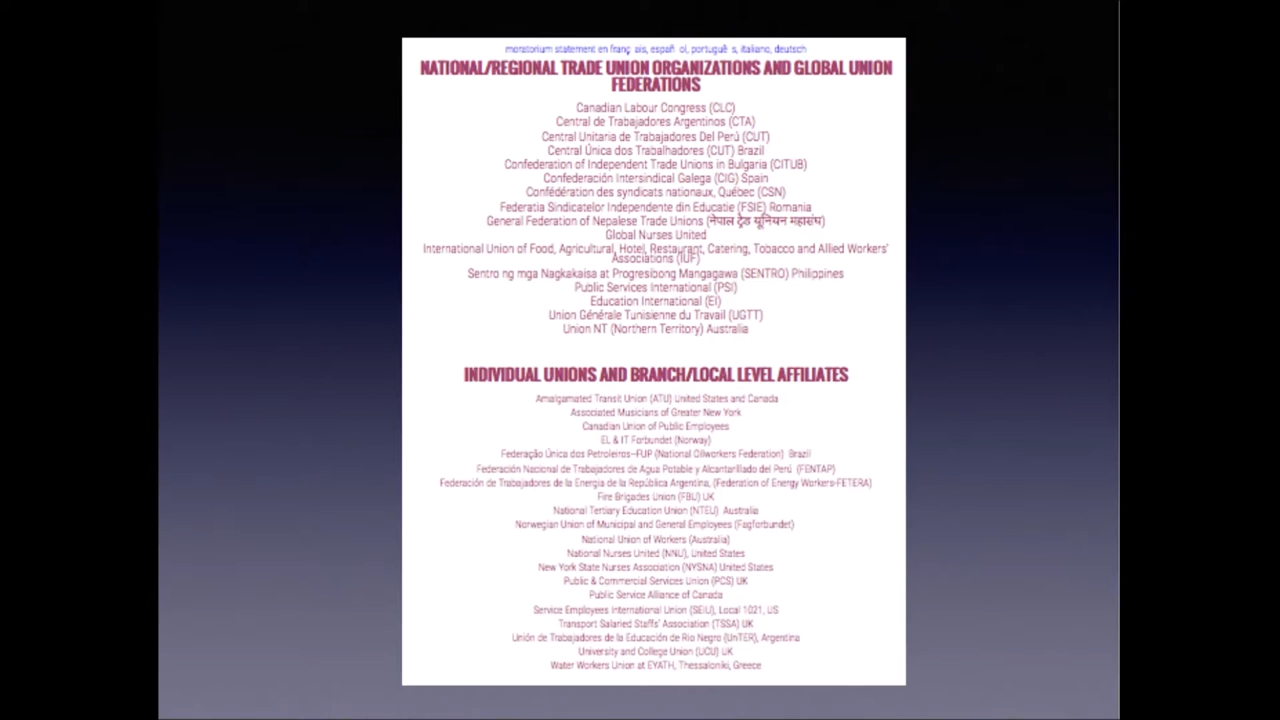 moratorium statement en franç ais, españ ol, portuguê s, italiano, deutsch
NATIONAL/REGIONAL TRADE UNION ORGANIZATIONS AND GLOBAL UNION
FEDERATIONS
Canadian Labour Congress (CLC)
Central de Trabajadores Argentinos (CTA)
Central Unitaria de Trabajadores Del Perú (CUT)
Central Única dos Trabalhadores (CUT) Brazil
Confederation of Independent Trade Unions in Bulgaria (CITUB)
Confederación Intersindical Galega (CIG) Spain
Confédération des syndicats nationaux, Québec (CSN)
Federatia Sindicatelor Independente din Educatie (FSIE) Romania
General Federation of Nepalese Trade Unions (नेपाल ट्रेड यूनियन महासंघ)
Global Nurses United
International Union of Food, Agricultural, Hotel, Restaurant, Catering, Tobacco and Allied Workers'
Associations (IUF)
Sentro ng mga Nagkakaisa at Progresibong Mangagawa (SENTRO) Philippines
Public Services International (PSI)
Education International (EI)
Union Générale Tunisienne du Travail (UGTT)
Union NT (Northern Territory) Australia
INDIVIDUAL UNIONS AND BRANCH/LOCAL LEVEL AFFILIATES
Amalgamated Transit Union (ATU) United States and Canada
Associated Musicians of Greater New York
Canadian Union of Public Employees
EL & IT Forbundet (Norway)
Federação Única dos Petroleiros--FUP (National Oilworkers Federation) Brazil
Federación Nacional de Trabajadores de Agua Potable y Alcantarillado del Perú (FENTAP)
Federación de Trabajadores de la Energia de la República Argentina, (Federation of Energy Workers-FETERA)
Fire Brigades Union (FBU) UK
National Tertiary Education Union (NTEU) Australia
Norwegian Union of Municipal and General Employees (Fagforbundet)
National Union of Workers (Australia)
National Nurses United (NNU), United States
New York State Nurses Association (NYSNA) United States
Public & Commercial Services Union (PCS) UK
Public Service Alliance of Canada
Service Employees International Union (SEIU), Local 1021, US
Transport Salaried Staffs' Association (TSSA) UK
Unión de Trabajadores de la Educación de Rio Negro (UnTER), Argentina
University and College Union (UCU) UK
Water Workers Union at EYATH, Thessaloniki, Greece